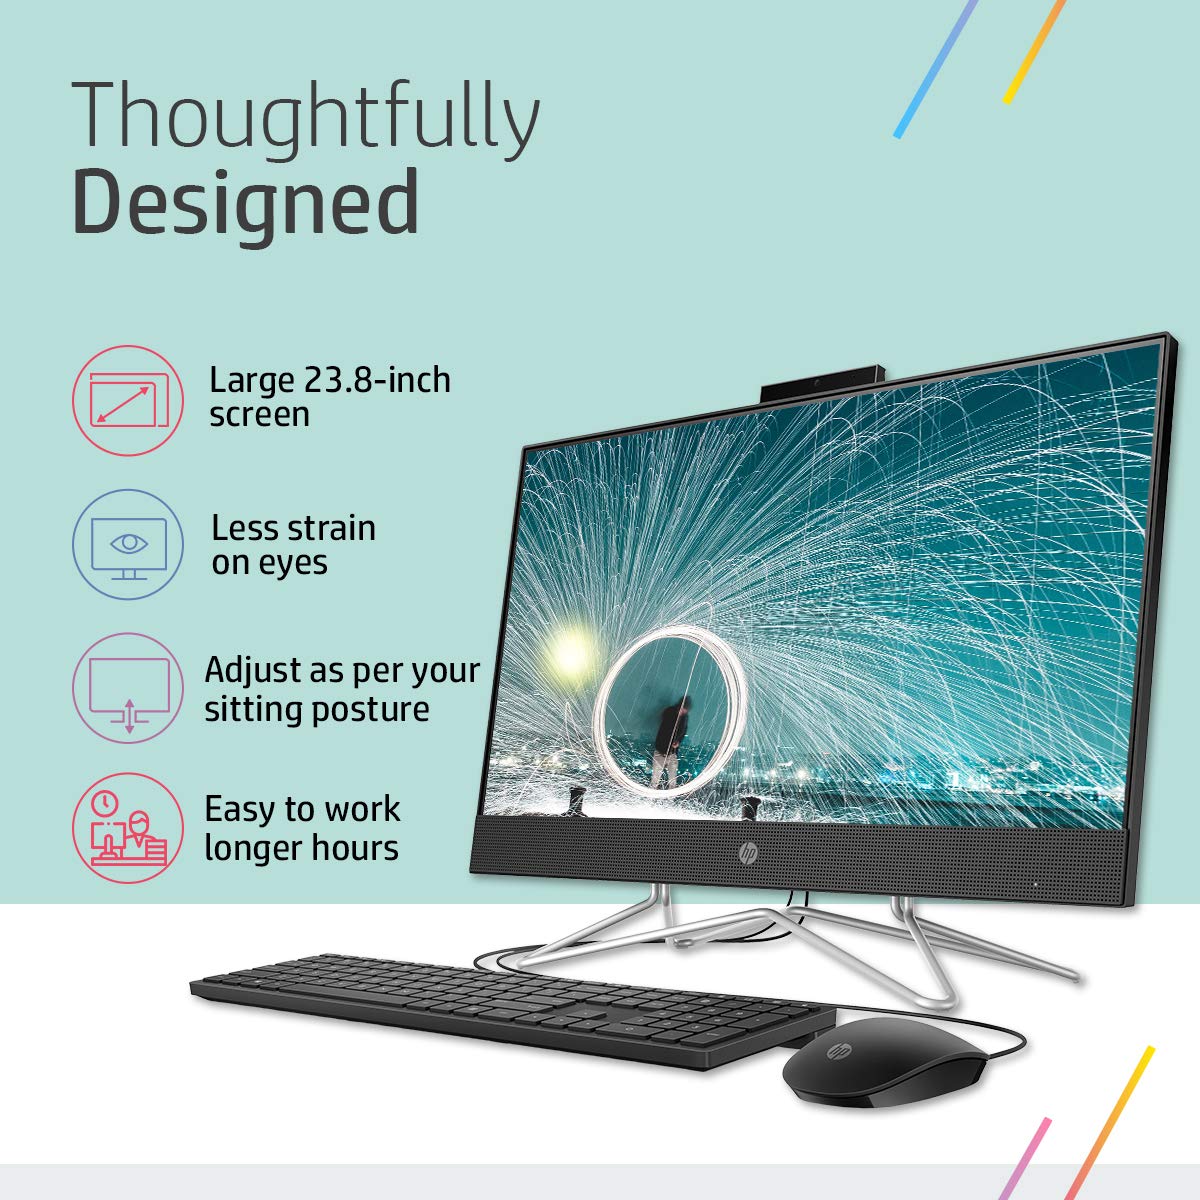 Thoughtfully
Designed
Large 23.8-inch
screen
Less strain
on eyes
Adjust as per your
sitting posture
Easy to work
longer hours
hp
hp